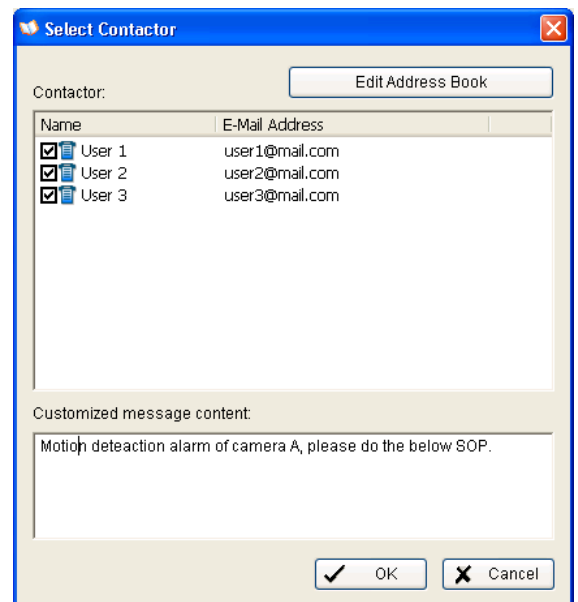 Select Contactor
Edit Address Book
Contactor:
Name E-Mail Address
User 1 user1@mail.com
User 2 user2@mail.com
User 3 user3@mail.com
Customized message content:
Motion deteaction alarm of camera A, please do the below SOP.
OK Cancel